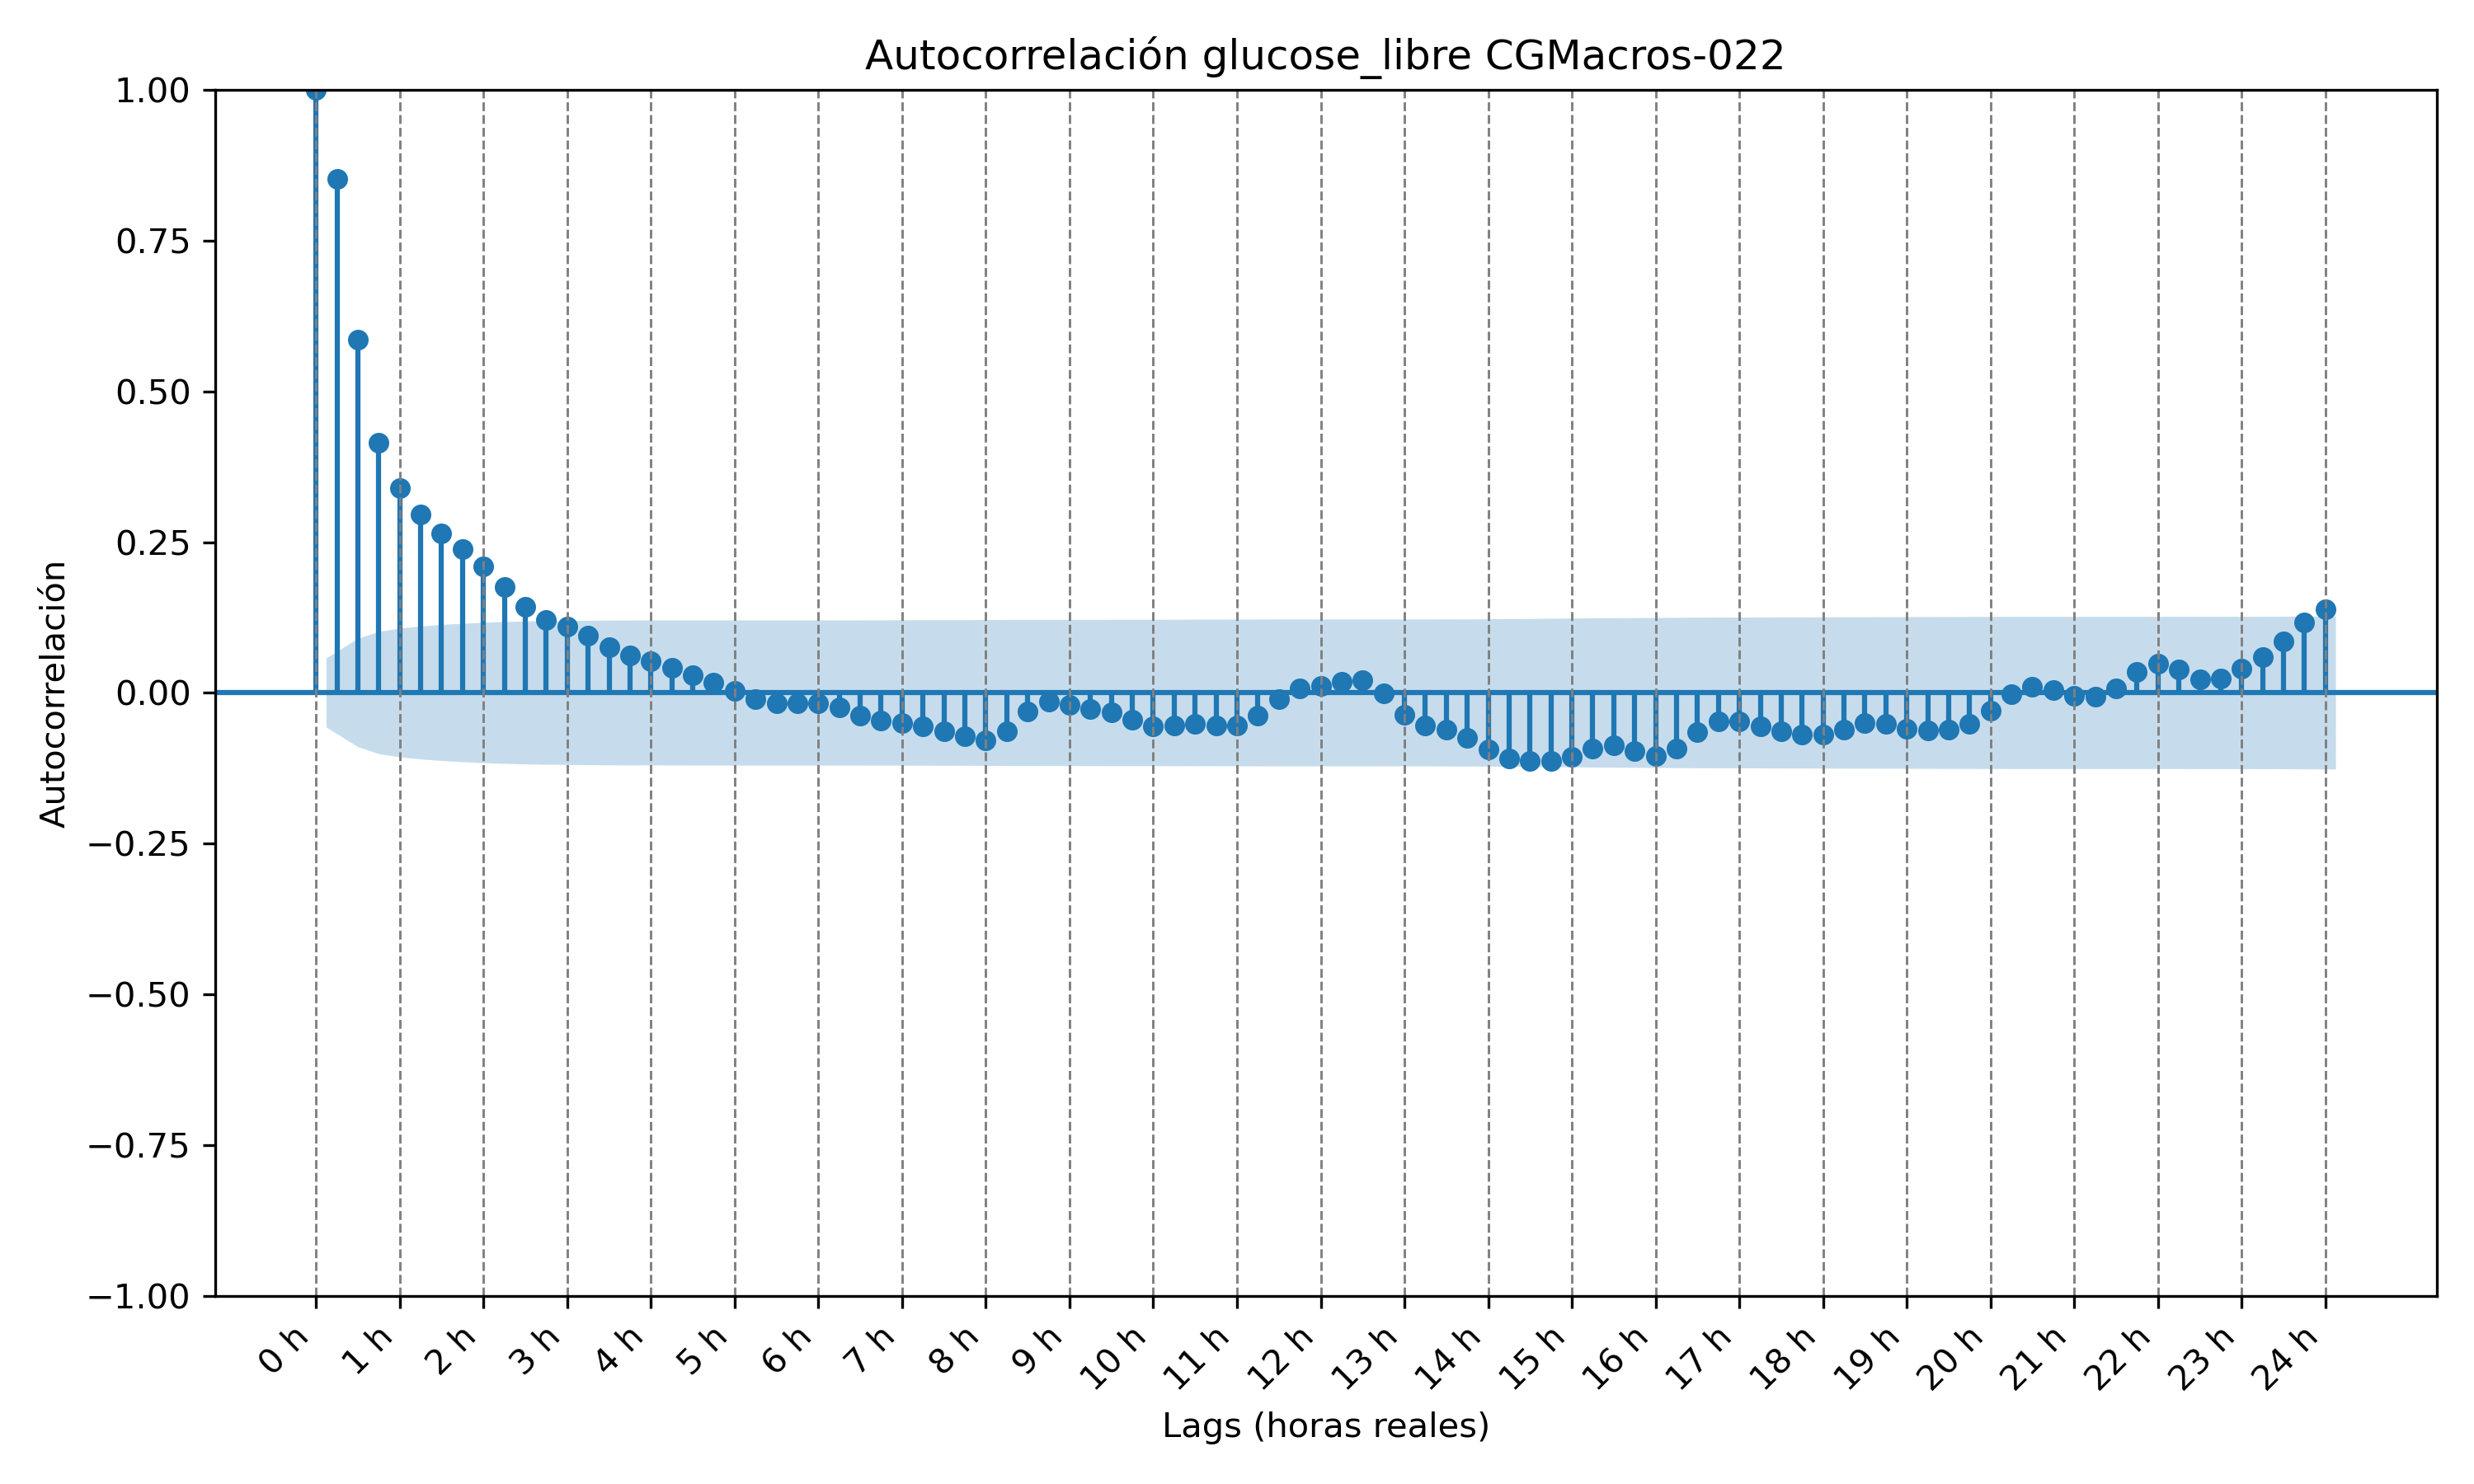 Autocorrelación glucose_libre CGMacros-022
1.00
0.75
0.50
0.25
0.00
−0.25
−0.50
−0.75
−1.00
Autocorrelación
0 h
1 h
2 h
3 h
4 h
5 h
6 h
7 h
8 h
9 h
10 h
11 h
12 h
13 h
14 h
15 h
16 h
17 h
18 h
19 h
20 h
21 h
22 h
23 h
24 h
Lags (horas reales)